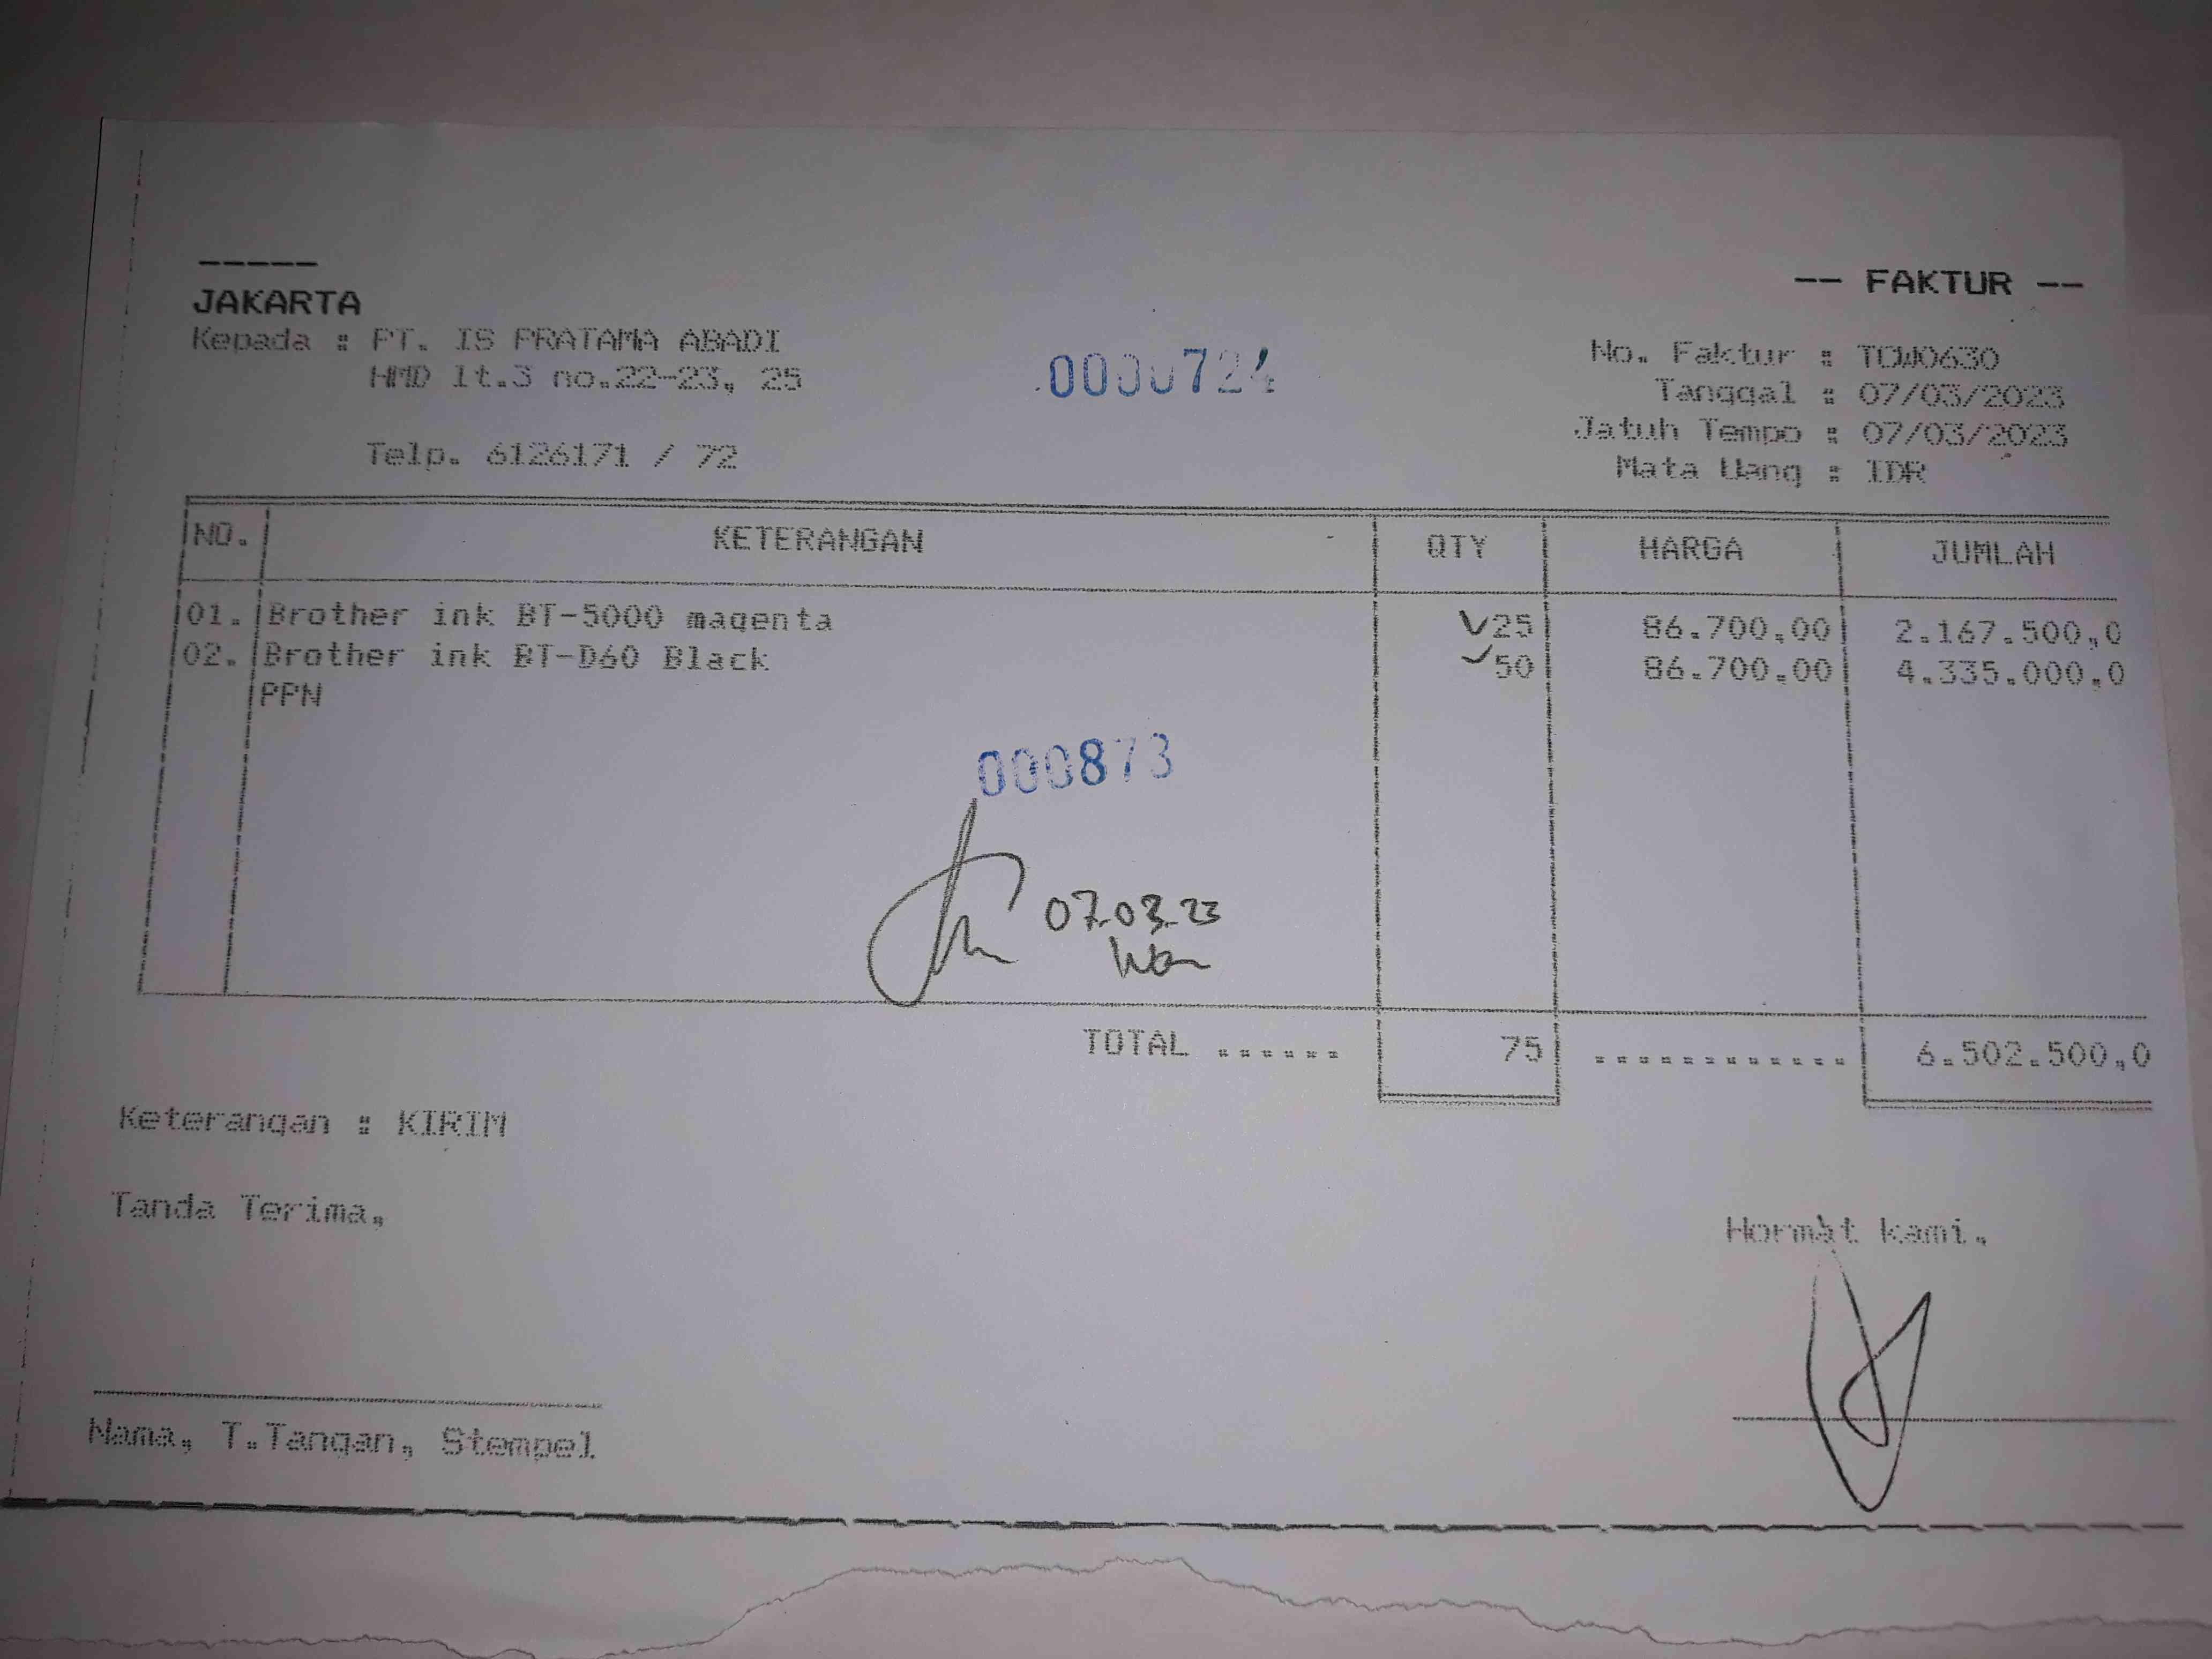 -----
JAKARTA
-- FAKTUR --
Kepada : PT. IS PRATAMA ABADI
HMD lt.3 no.22-23, 25
Telp. 6126171 / 72
0000724
No. Faktur : TCW0630
Tanggal : 07/03/2023
Jatuh Tempo : 07/03/2023
Mata Uang : IDR
NO. KETERANGAN QTY HARGA JUMLAH
01. Brother ink BT-5000 magenta 25 86.700,00 2.167.500,0
02. Brother ink BT-D60 Black 50 86.700,00 4.335.000,0
PPN
000873
07.03.23
TOTAL ...... 75 ............ 6.502.500,0
Keterangan : KIRIM
Tanda Terima,
Hormat kami,
Nama, T.Tangan, Stempel